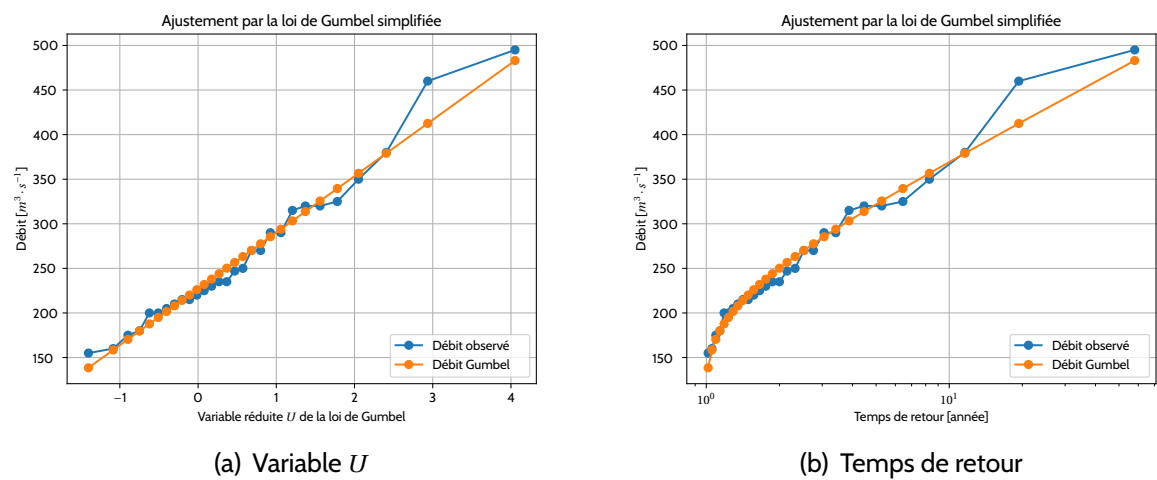 Ajustement par la loi de Gumbel simplifiée
500
450
400
350
300
250
200
150
Débit [m³ · s⁻¹]
Débit observé
Débit Gumbel
−1 0 1 2 3 4
Variable réduite U de la loi de Gumbel
(a) Variable U
Ajustement par la loi de Gumbel simplifiée
500
450
400
350
300
250
200
150
Débit [m³ · s⁻¹]
Débit observé
Débit Gumbel
10⁰ 10¹
Temps de retour [année]
(b) Temps de retour